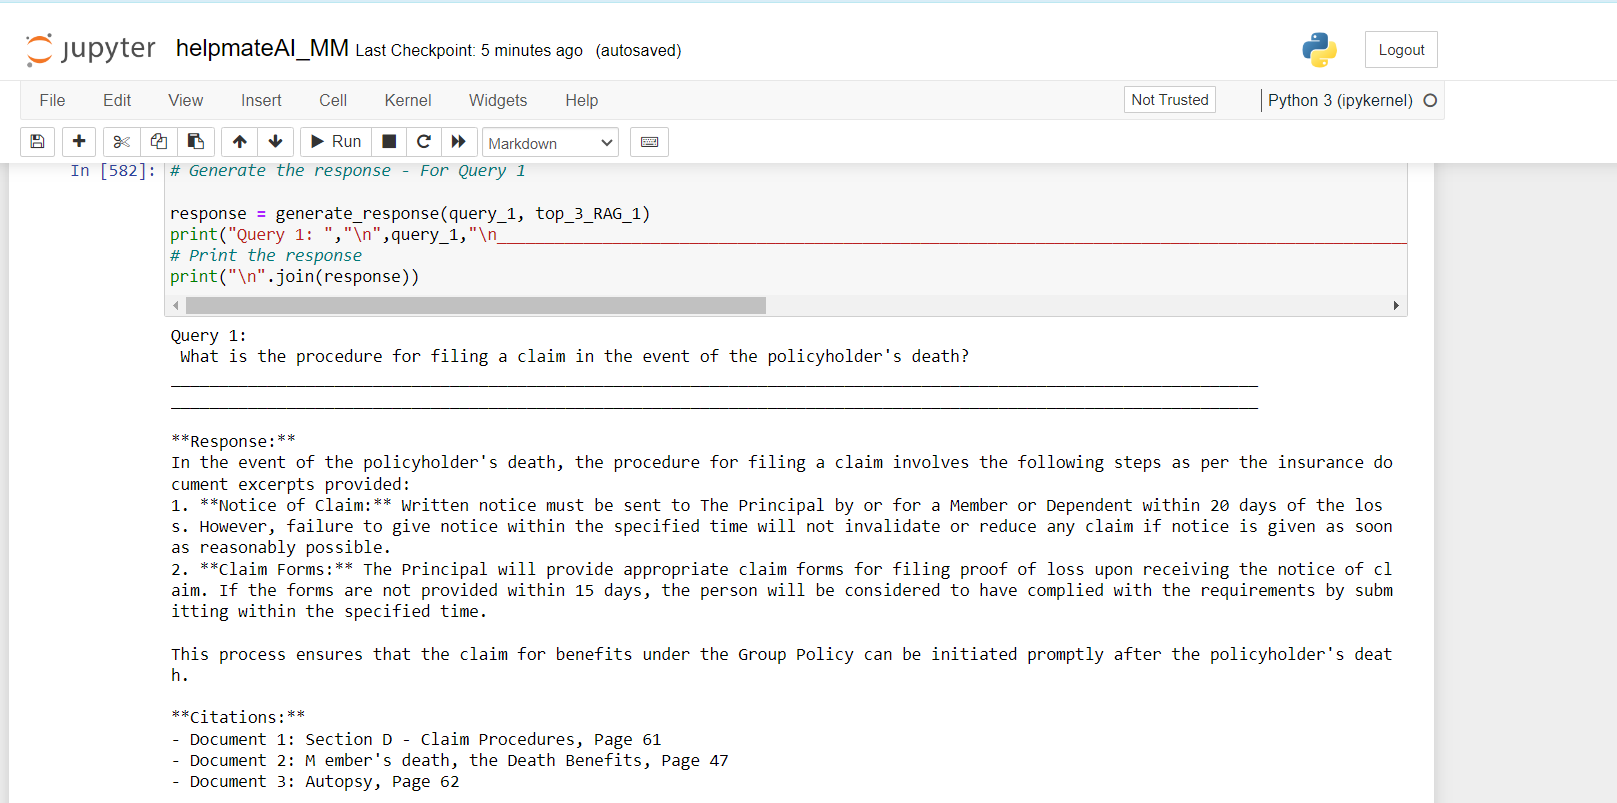 jupyter helpmateAI_MM Last Checkpoint: 5 minutes ago (autosaved) Logout
File Edit View Insert Cell Kernel Widgets Help Not Trusted Python 3 (ipykernel)
Run Markdown
In [582]: # Generate the response - For Query 1
response = generate_response(query_1, top_3_RAG_1)
print("Query 1: ","\n",query_1,"\n_______________________________________________________________________________________________
# Print the response
print("\n".join(response))
Query 1:
What is the procedure for filing a claim in the event of the policyholder's death?
_________________________________________________________________________________________________________________
_________________________________________________________________________________________________________________
**Response:**
In the event of the policyholder's death, the procedure for filing a claim involves the following steps as per the insurance do
cument excerpts provided:
1. **Notice of Claim:** Written notice must be sent to The Principal by or for a Member or Dependent within 20 days of the los
s. However, failure to give notice within the specified time will not invalidate or reduce any claim if notice is given as soon
as reasonably possible.
2. **Claim Forms:** The Principal will provide appropriate claim forms for filing proof of loss upon receiving the notice of cl
aim. If the forms are not provided within 15 days, the person will be considered to have complied with the requirements by subm
itting within the specified time.
This process ensures that the claim for benefits under the Group Policy can be initiated promptly after the policyholder's deat
h.
**Citations:**
- Document 1: Section D - Claim Procedures, Page 61
- Document 2: M ember's death, the Death Benefits, Page 47
- Document 3: Autopsy, Page 62